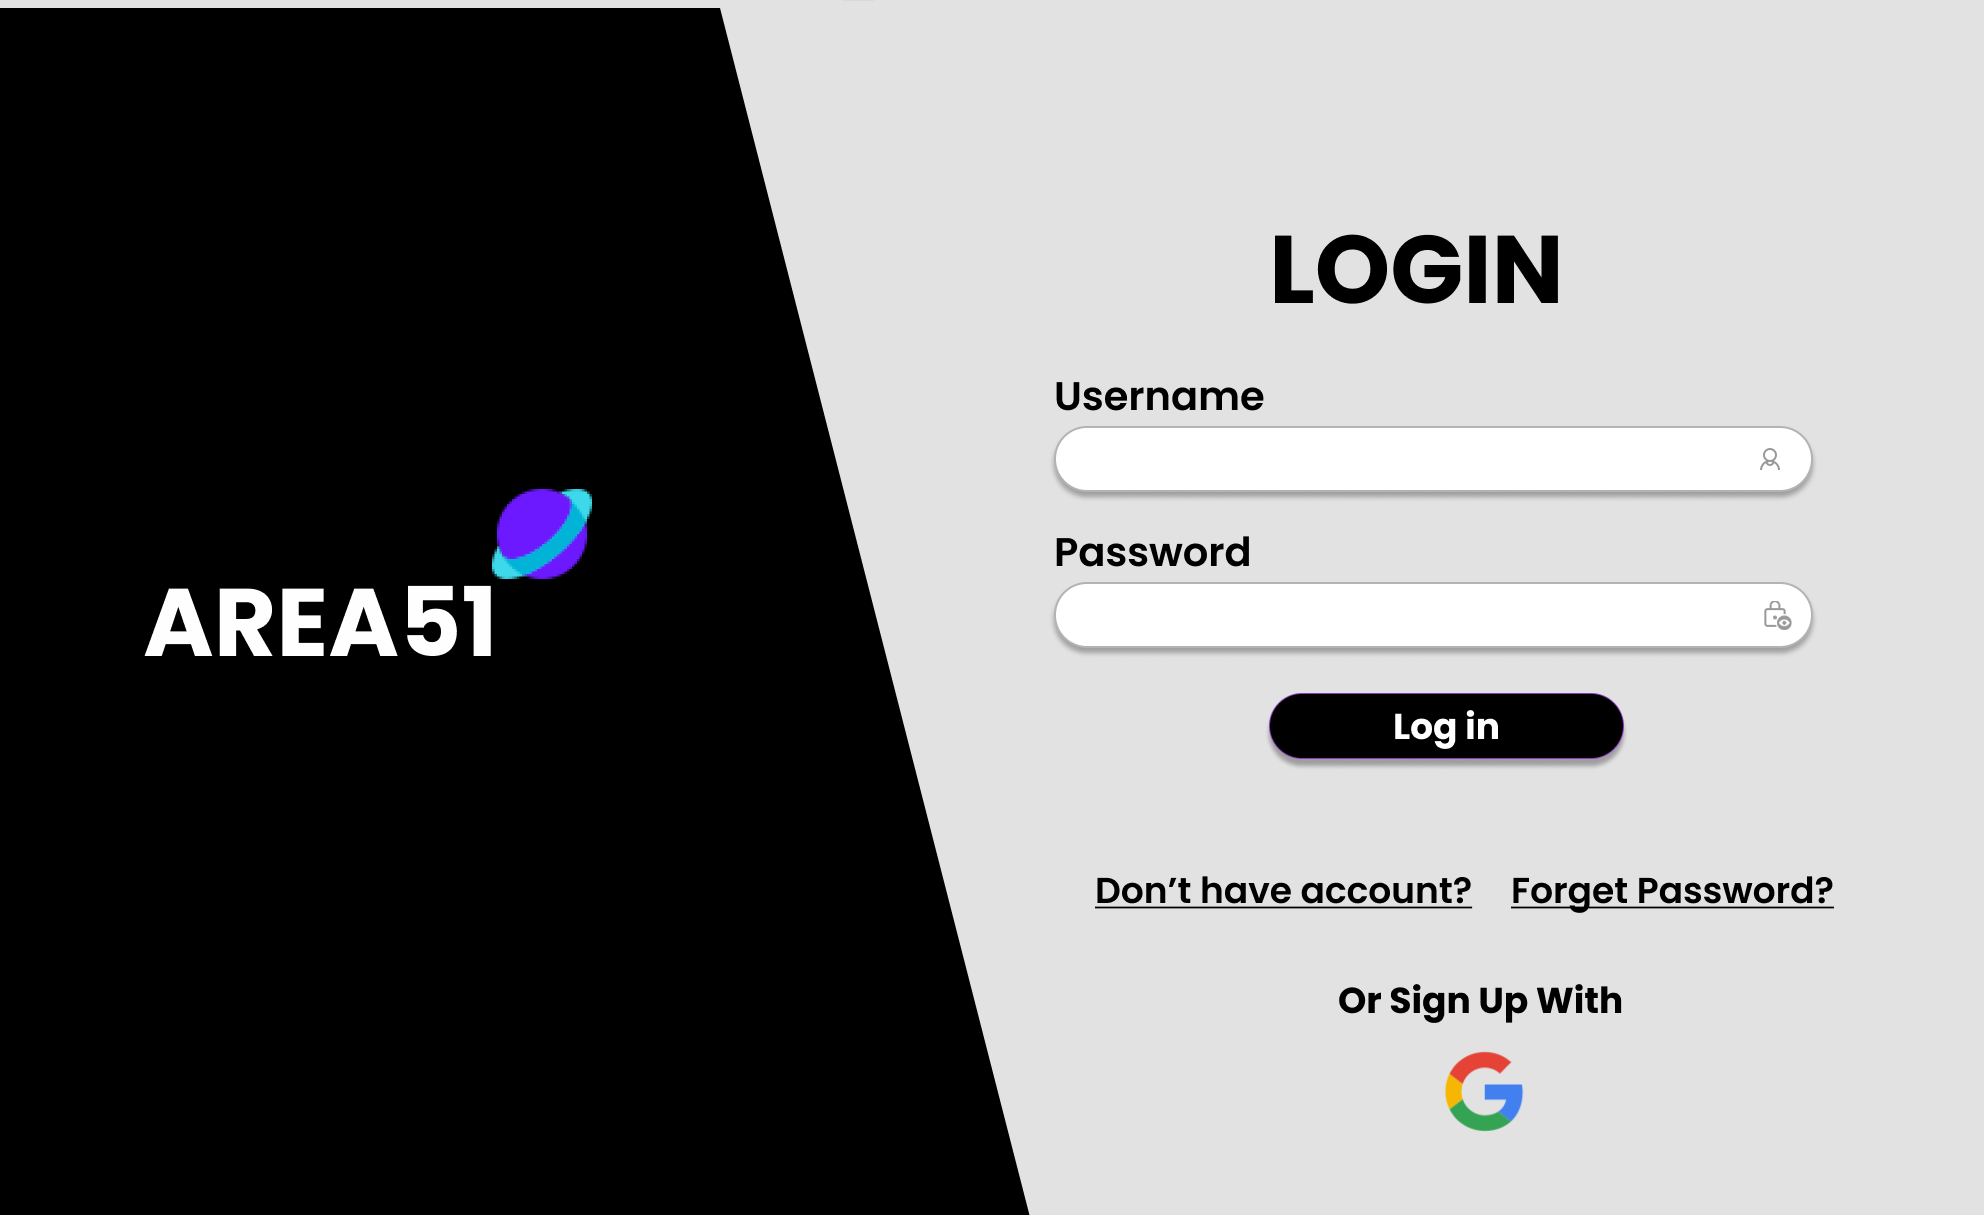 AREA51
LOGIN
Username
Password
Log in
Don’t have account? Forget Password?
Or Sign Up With